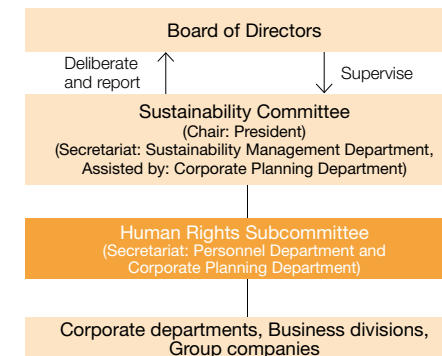 Board of Directors
Deliberate
and report
Supervise
Sustainability Committee
(Chair: President)
(Secretariat: Sustainability Management Department,
Assisted by: Corporate Planning Department)
Human Rights Subcommittee
(Secretariat: Personnel Department and
Corporate Planning Department)
Corporate departments, Business divisions,
Group companies